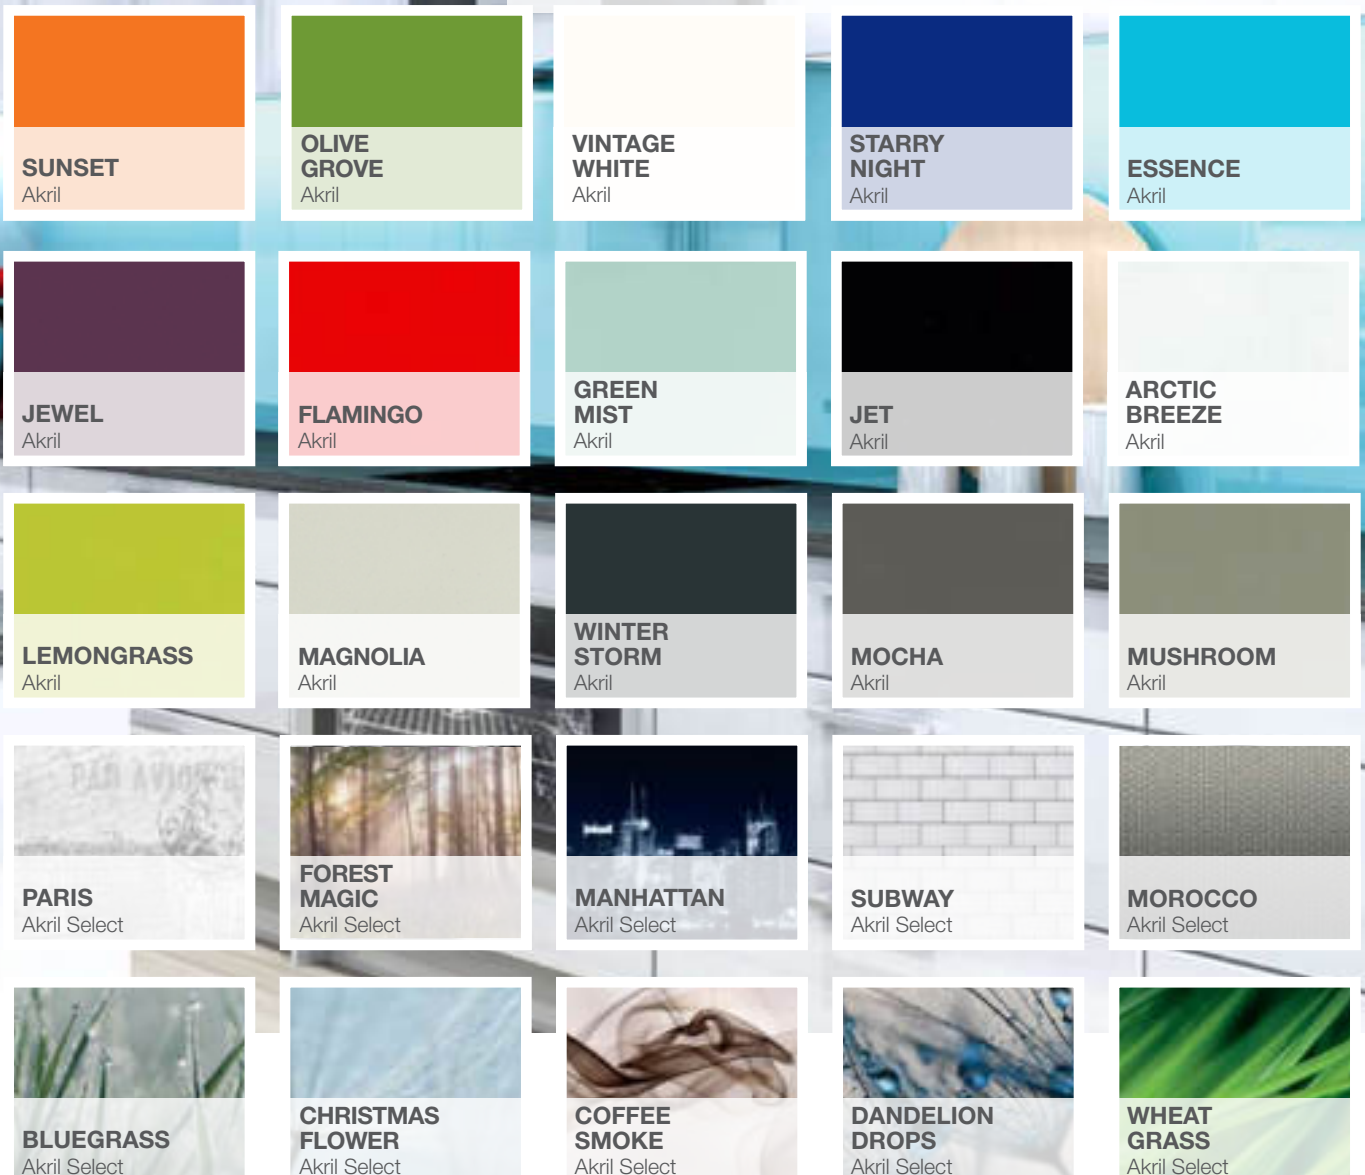 SUNSET
Akril
OLIVE
GROVE
Akril
VINTAGE
WHITE
Akril
STARRY
NIGHT
Akril
ESSENCE
Akril
JEWEL
Akril
FLAMINGO
Akril
GREEN
MIST
Akril
JET
Akril
ARCTIC
BREEZE
Akril
LEMONGRASS
Akril
MAGNOLIA
Akril
WINTER
STORM
Akril
MOCHA
Akril
MUSHROOM
Akril
PAR AVION
PARIS
Akril Select
FOREST
MAGIC
Akril Select
MANHATTAN
Akril Select
SUBWAY
Akril Select
MOROCCO
Akril Select
BLUEGRASS
Akril Select
CHRISTMAS
FLOWER
Akril Select
COFFEE
SMOKE
Akril Select
DANDELION
DROPS
Akril Select
WHEAT
GRASS
Akril Select